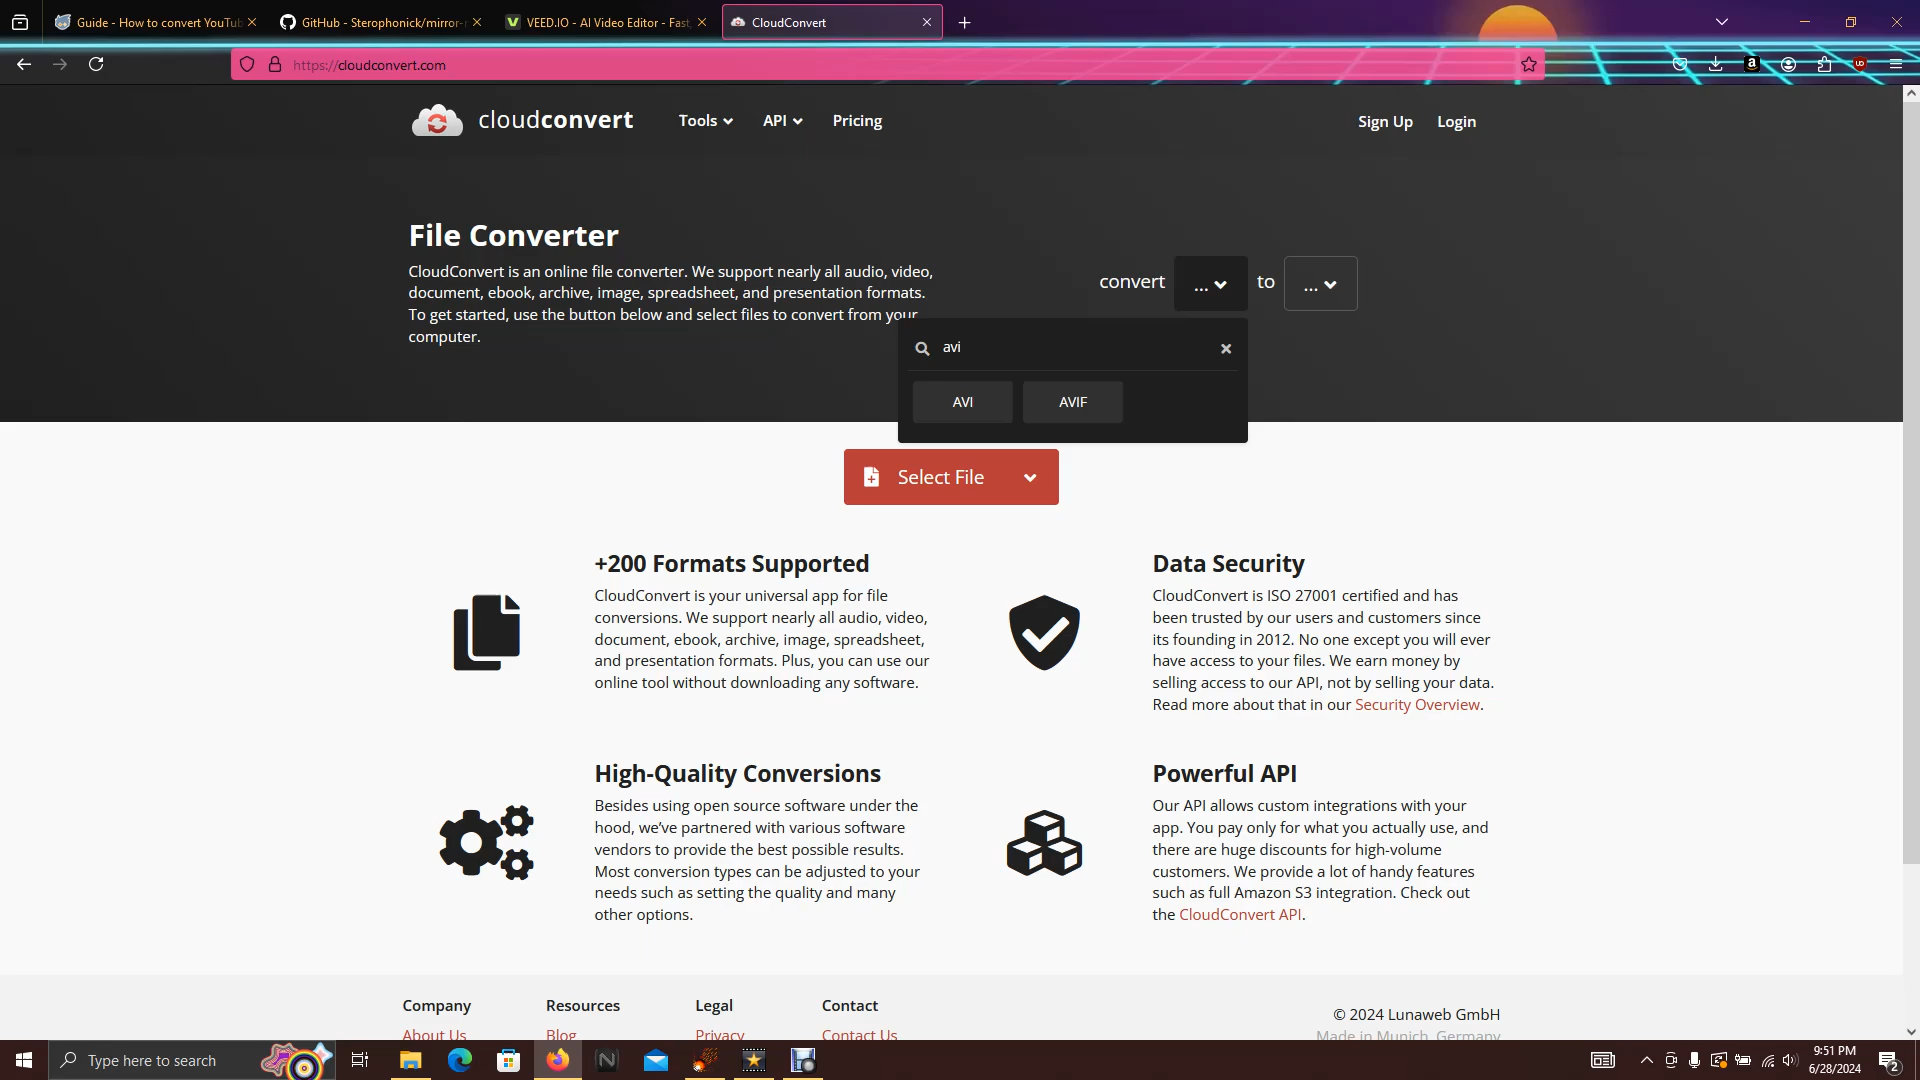 Guide - How to convert YouTub
GitHub - Sterophonick/mirror-r
VEED.IO - AI Video Editor - Fast,
CloudConvert
https://cloudconvert.com
cloudconvert
Tools
API
Pricing
Sign Up
Login
File Converter
CloudConvert is an online file converter. We support nearly all audio, video,
document, ebook, archive, image, spreadsheet, and presentation formats.
To get started, use the button below and select files to convert from your
computer.
convert ... to ...
avi
AVI AVIF
Select File
+200 Formats Supported
CloudConvert is your universal app for file
conversions. We support nearly all audio, video,
document, ebook, archive, image, spreadsheet,
and presentation formats. Plus, you can use our
online tool without downloading any software.
Data Security
CloudConvert is ISO 27001 certified and has
been trusted by our users and customers since
its founding in 2012. No one except you will ever
have access to your files. We earn money by
selling access to our API, not by selling your data.
Read more about that in our Security Overview.
High-Quality Conversions
Besides using open source software under the
hood, we’ve partnered with various software
vendors to provide the best possible results.
Most conversion types can be adjusted to your
needs such as setting the quality and many
other options.
Powerful API
Our API allows custom integrations with your
app. You pay only for what you actually use, and
there are huge discounts for high-volume
customers. We provide a lot of handy features
such as full Amazon S3 integration. Check out
the CloudConvert API.
Company
About Us
Resources
Blog
Legal
Privacy
Contact
Contact Us
© 2024 Lunaweb GmbH
Made in Munich, Germany
Type here to search
9:51 PM
6/28/2024
2